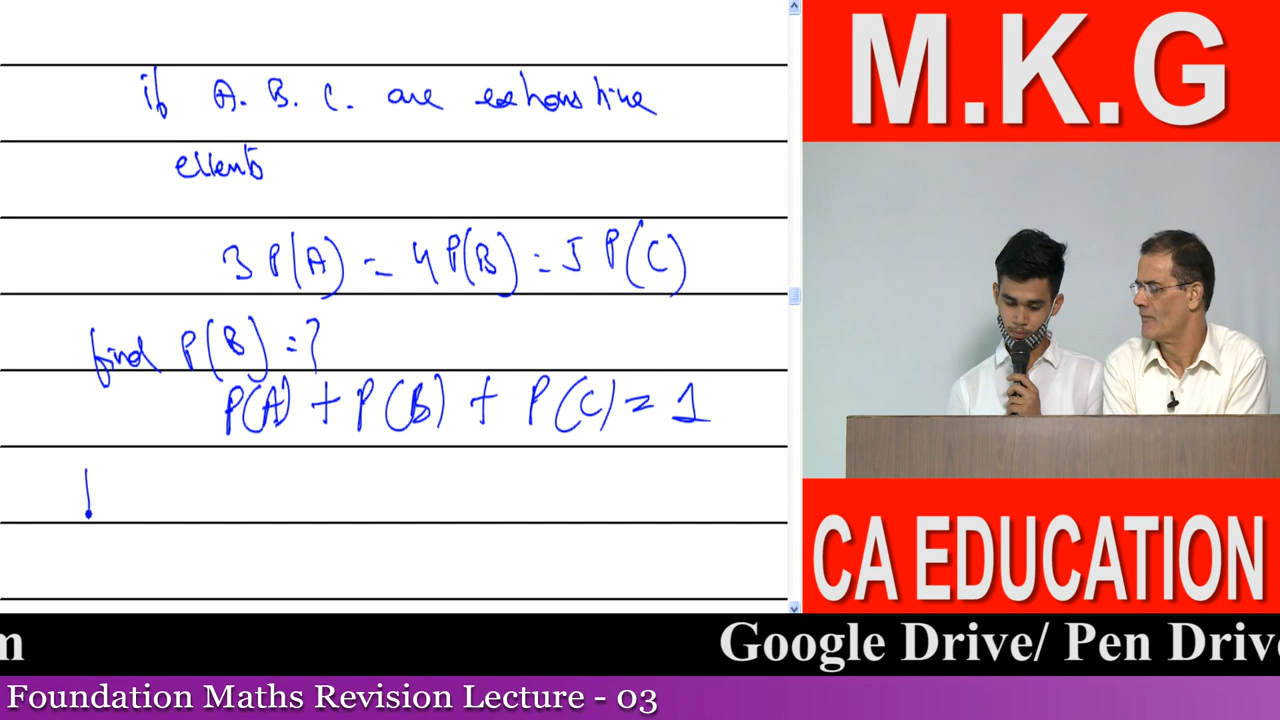 if A. B. C. are exhaustive
events
3 P(A) = 4 P(B) = 5 P(C)
find P(B) = ?
P(A) + P(B) + P(C) = 1
M.K.G
CA EDUCATION
m Google Drive/ Pen Drive
Foundation Maths Revision Lecture - 03